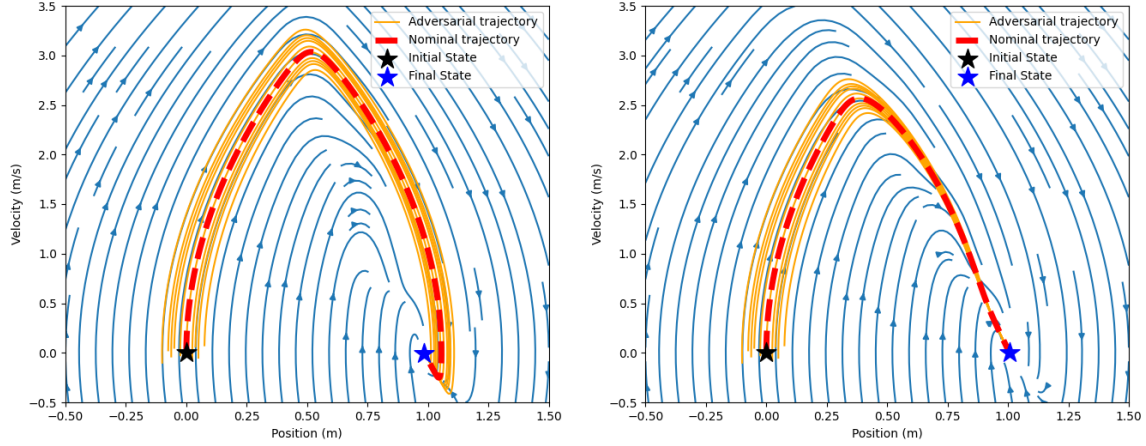 3.5
3.0
2.5
2.0
1.5
1.0
0.5
0.0
−0.5
Velocity (m/s)
Adversarial trajectory
Nominal trajectory
Initial State
Final State
−0.50 −0.25 0.00 0.25 0.50 0.75 1.00 1.25 1.50
Position (m)
3.5
3.0
2.5
2.0
1.5
1.0
0.5
0.0
−0.5
Velocity (m/s)
Adversarial trajectory
Nominal trajectory
Initial State
Final State
−0.50 −0.25 0.00 0.25 0.50 0.75 1.00 1.25 1.50
Position (m)